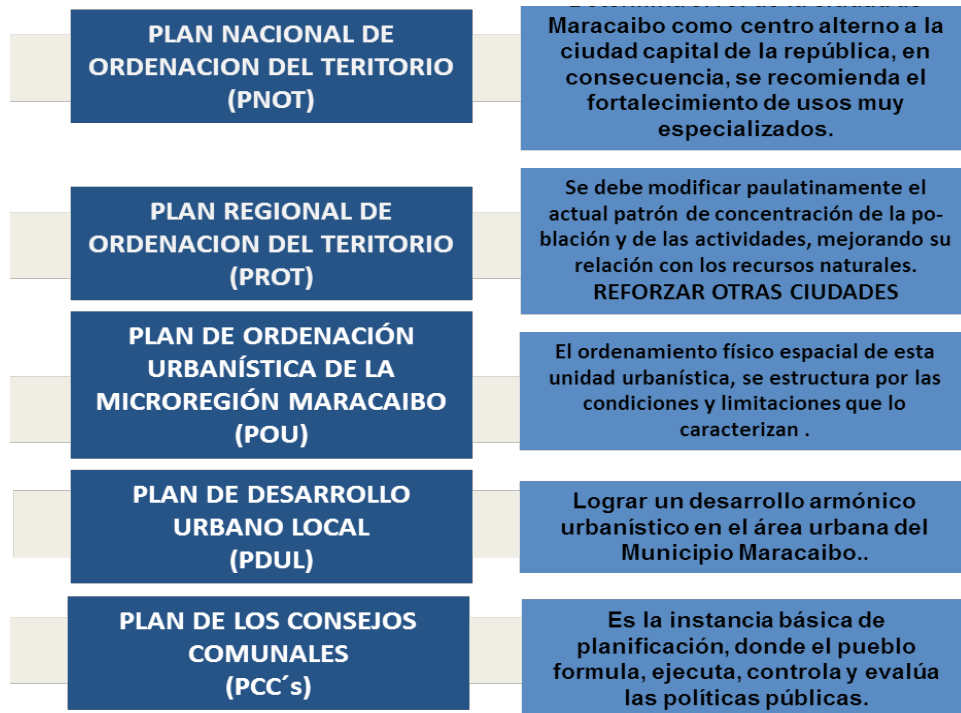 PLAN NACIONAL DE
ORDENACION DEL TERITORIO
(PNOT)
Maracaibo como centro alterno a la
ciudad capital de la república, en
consecuencia, se recomienda el
fortalecimiento de usos muy
especializados.
PLAN REGIONAL DE
ORDENACION DEL TERITORIO
(PROT)
Se debe modificar paulatinamente el
actual patrón de concentración de la po-
blación y de las actividades, mejorando su
relación con los recursos naturales.
REFORZAR OTRAS CIUDADES
PLAN DE ORDENACIÓN
URBANÍSTICA DE LA
MICROREGIÓN MARACAIBO
(POU)
El ordenamiento físico espacial de esta
unidad urbanística, se estructura por las
condiciones y limitaciones que lo
caracterizan .
PLAN DE DESARROLLO
URBANO LOCAL
(PDUL)
Lograr un desarrollo armónico
urbanístico en el área urbana del
Municipio Maracaibo..
PLAN DE LOS CONSEJOS
COMUNALES
(PCC´s)
Es la instancia básica de
planificación, donde el pueblo
formula, ejecuta, controla y evalúa
las políticas públicas.